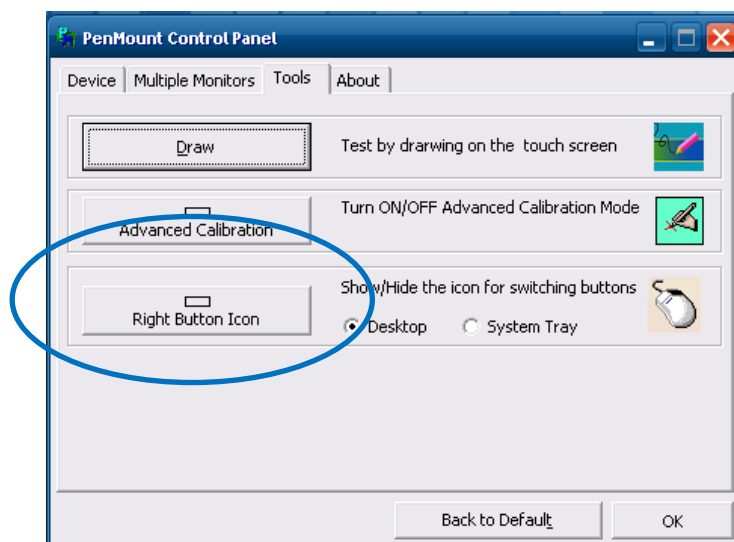 PenMount Control Panel
Device Multiple Monitors Tools About
Draw
Test by drarwing on the touch screen
Advanced Calibration
Turn ON/OFF Advanced Calibration Mode
Right Button Icon
Show/Hide the icon for switching buttons
Desktop System Tray
Back to Default OK